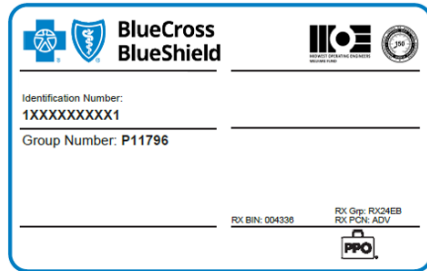 BlueCross
BlueShield
MIDWEST OPERATING ENGINEERS
WELFARE FUND
150
Identification Number:
1XXXXXXXXX1
Group Number: P11796
RX BIN: 004336
RX Grp: RX24EB
RX PCN: ADV
PPO